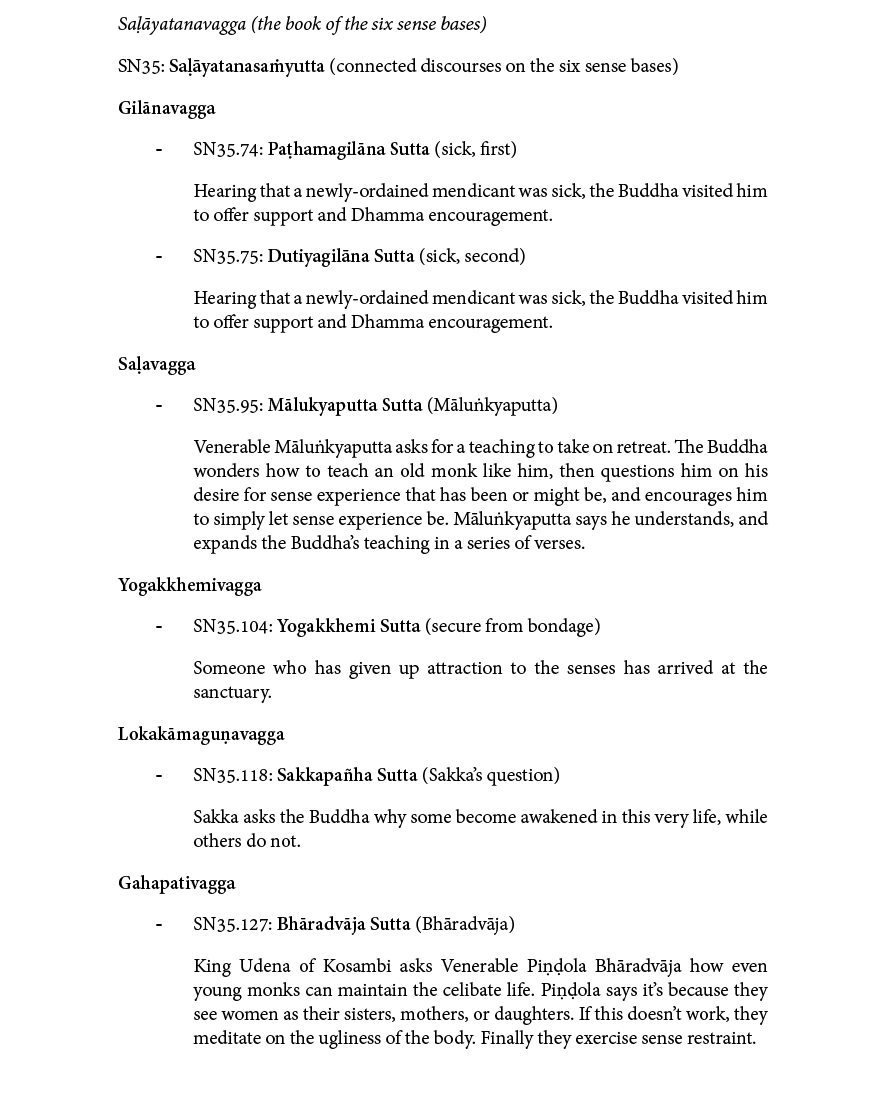 Saḷāyatanavagga (the book of the six sense bases)
SN35: Saḷāyatanasaṁyutta (connected discourses on the six sense bases)
Gilānavagga
- SN35.74: Paṭhamagilāna Sutta (sick, first)
Hearing that a newly-ordained mendicant was sick, the Buddha visited him
to offer support and Dhamma encouragement.
- SN35.75: Dutiyagilāna Sutta (sick, second)
Hearing that a newly-ordained mendicant was sick, the Buddha visited him
to offer support and Dhamma encouragement.
Saḷavagga
- SN35.95: Mālukyaputta Sutta (Māluṅkyaputta)
Venerable Māluṅkyaputta asks for a teaching to take on retreat. The Buddha
wonders how to teach an old monk like him, then questions him on his
desire for sense experience that has been or might be, and encourages him
to simply let sense experience be. Māluṅkyaputta says he understands, and
expands the Buddha’s teaching in a series of verses.
Yogakkhemivagga
- SN35.104: Yogakkhemi Sutta (secure from bondage)
Someone who has given up attraction to the senses has arrived at the
sanctuary.
Lokakāmaguṇavagga
- SN35.118: Sakkapañha Sutta (Sakka’s question)
Sakka asks the Buddha why some become awakened in this very life, while
others do not.
Gahapativagga
- SN35.127: Bhāradvāja Sutta (Bhāradvāja)
King Udena of Kosambi asks Venerable Piṇḍola Bhāradvāja how even
young monks can maintain the celibate life. Piṇḍola says it’s because they
see women as their sisters, mothers, or daughters. If this doesn’t work, they
meditate on the ugliness of the body. Finally they exercise sense restraint.